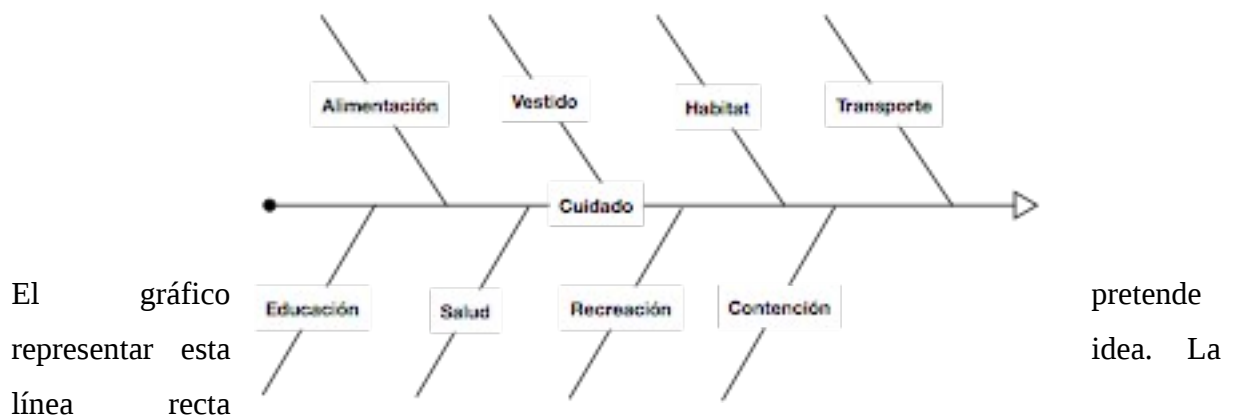 Alimentación Vestido Habitat Transporte
Cuidado
Educación Salud Recreación Contención
El gráfico pretende
representar esta idea. La
línea recta